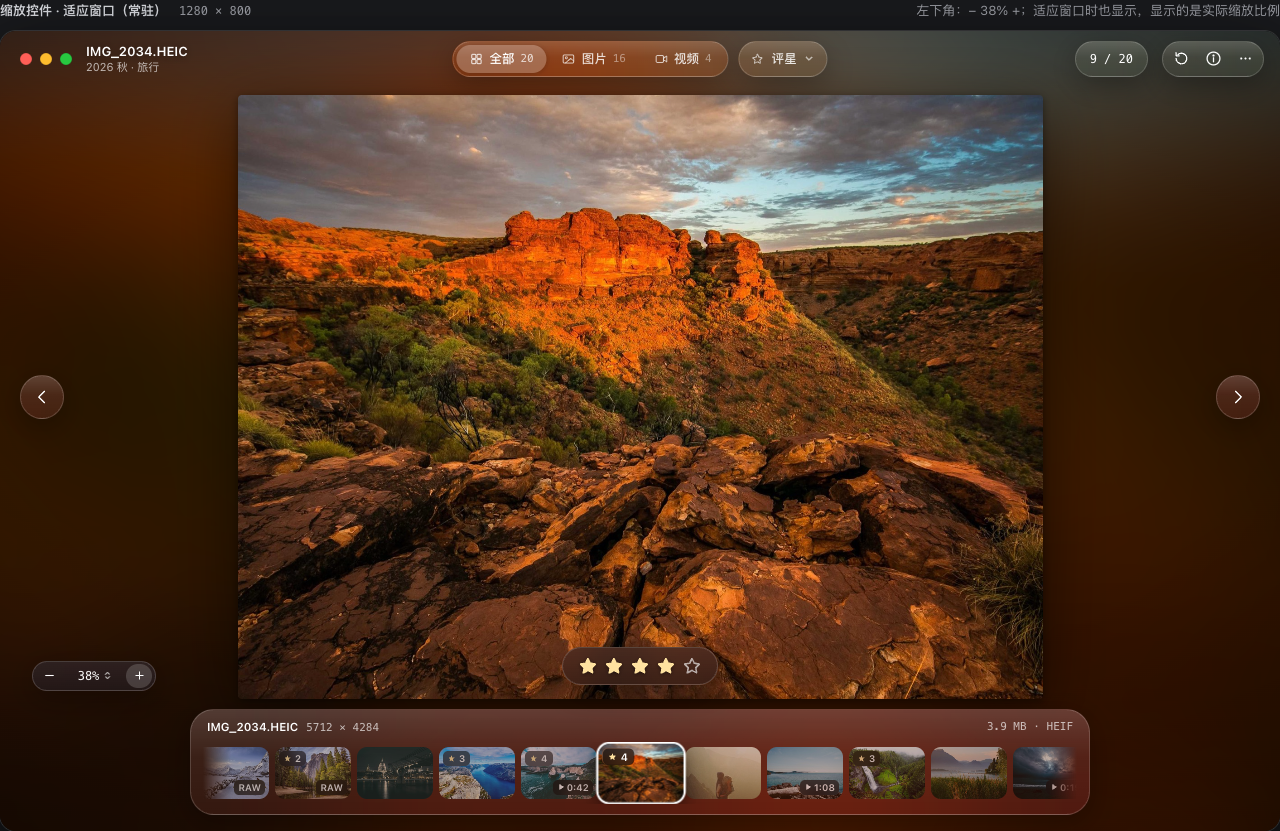 缩放控件 · 适应窗口（常驻） 1280 × 800
左下角： − 38% +；适应窗口时也显示，显示的是实际缩放比例
IMG_2034.HEIC
2026 秋 · 旅行
全部 20 图片 16 视频 4 评星
9 / 20
38%
IMG_2034.HEIC 5712 × 4284
3.9 MB · HEIF
RAW
2
RAW
3
4
0:42
4
1:08
3